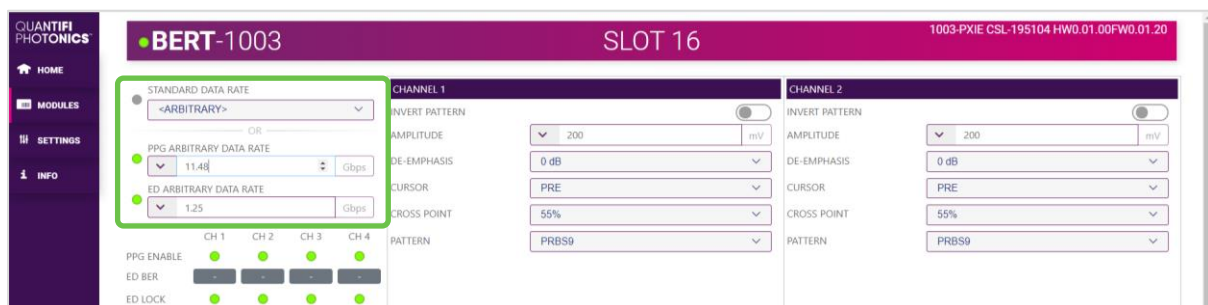 QUANTIFI
PHOTONICS
HOME
MODULES
SETTINGS
INFO
BERT-1003
SLOT 16
1003-PXIE CSL-195104 HW0.01.00FW0.01.20
STANDARD DATA RATE
<ARBITRARY>
OR
PPG ARBITRARY DATA RATE
11.48 Gbps
ED ARBITRARY DATA RATE
1.25 Gbps
CH 1 CH 2 CH 3 CH 4
PPG ENABLE
ED BER - - - -
ED LOCK
CHANNEL 1
INVERT PATTERN
AMPLITUDE 200 mV
DE-EMPHASIS 0 dB
CURSOR PRE
CROSS POINT 55%
PATTERN PRBS9
CHANNEL 2
INVERT PATTERN
AMPLITUDE 200 mV
DE-EMPHASIS 0 dB
CURSOR PRE
CROSS POINT 55%
PATTERN PRBS9